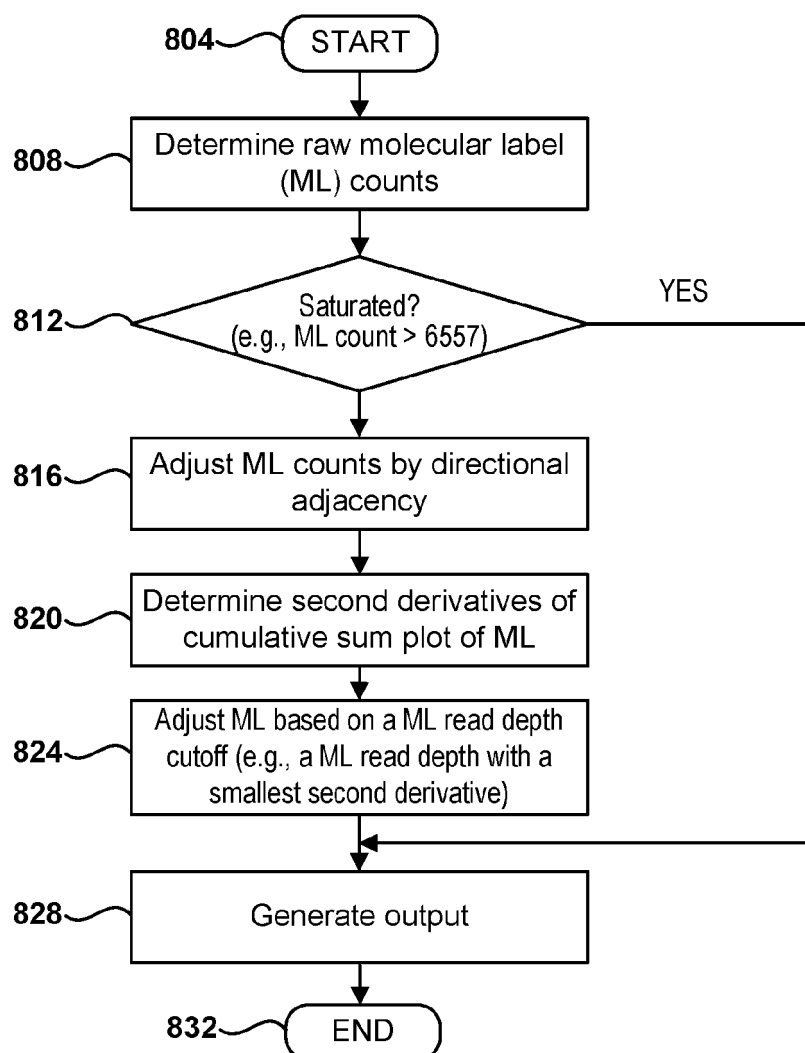 804
START
808
Determine raw molecular label
(ML) counts
812
Saturated?
(e.g., ML count > 6557)
YES
816
Adjust ML counts by directional
adjacency
820
Determine second derivatives of
cumulative sum plot of ML
824
Adjust ML based on a ML read depth
cutoff (e.g., a ML read depth with a
smallest second derivative)
828
Generate output
832
END